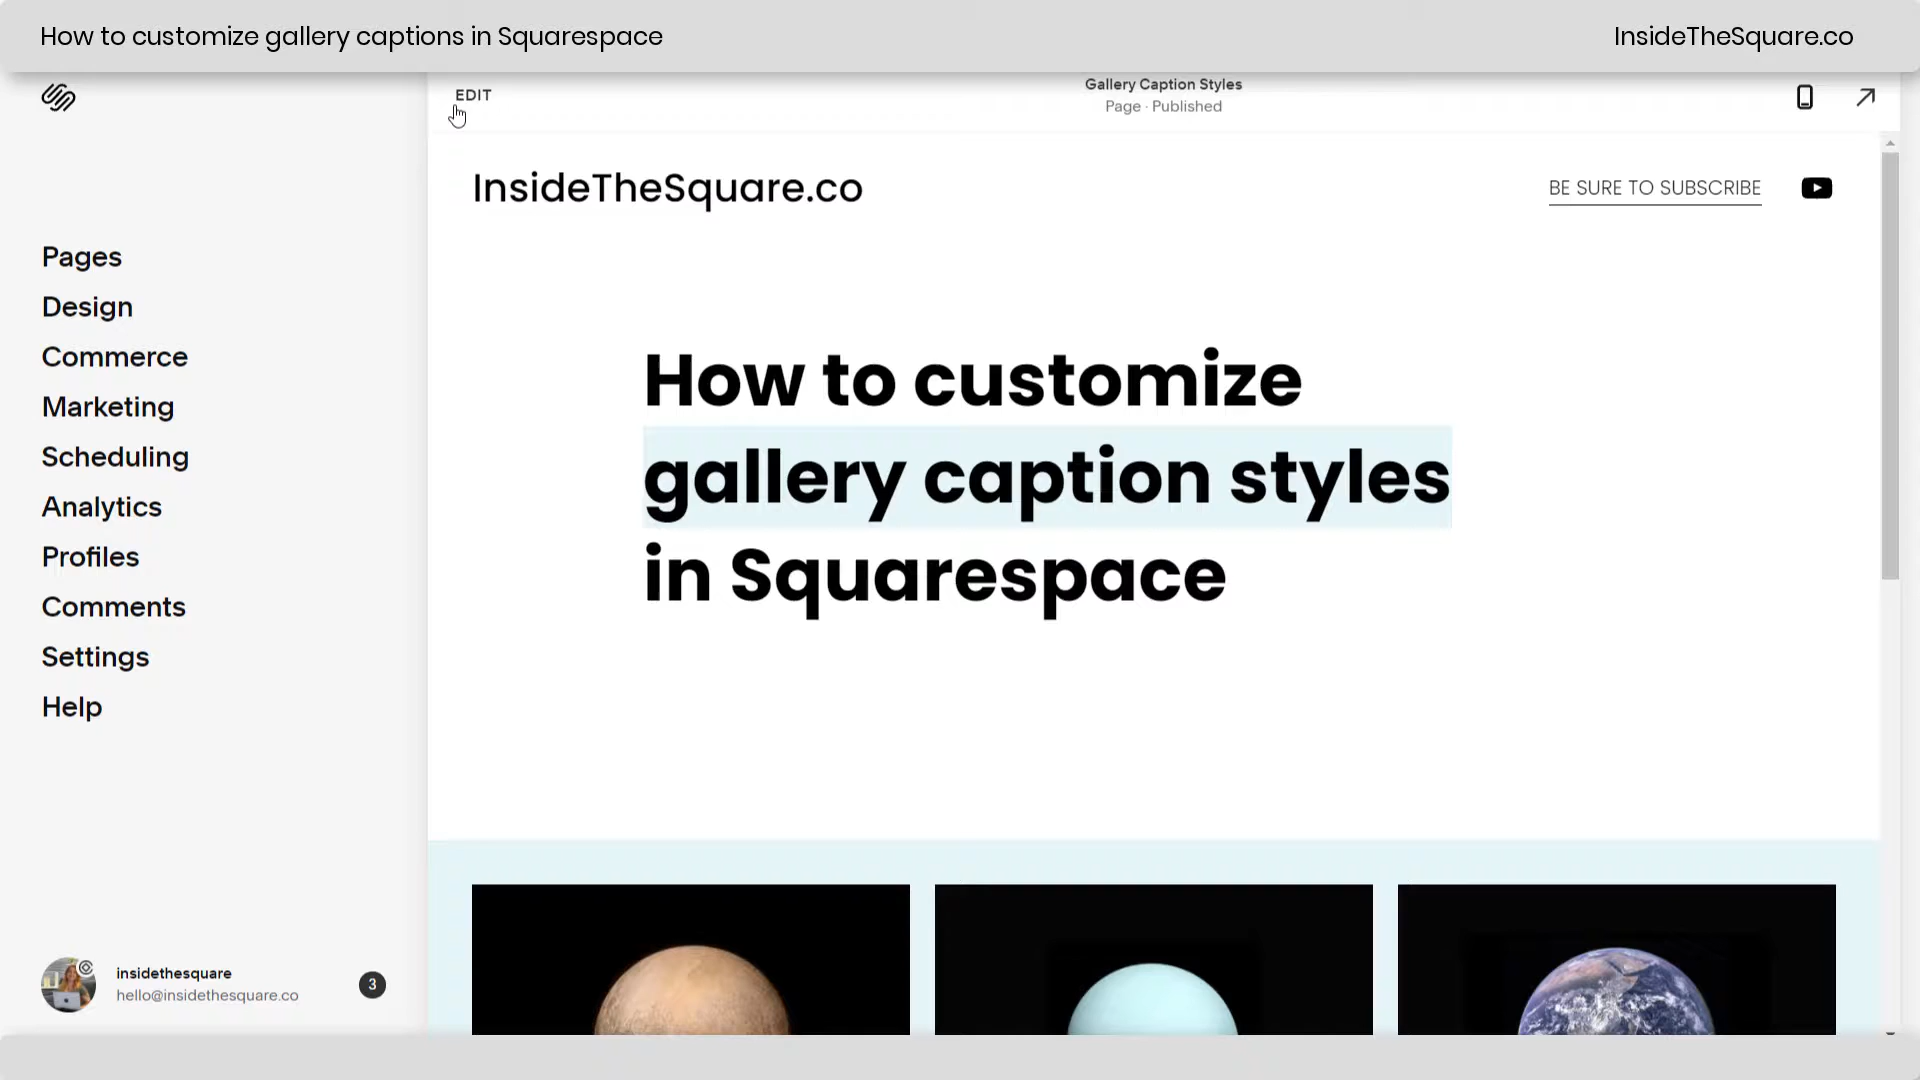 How to customize gallery captions in Squarespace
InsideTheSquare.co
EDIT
Gallery Caption Styles
Page · Published
InsideTheSquare.co
BE SURE TO SUBSCRIBE
Pages
Design
Commerce
Marketing
Scheduling
Analytics
Profiles
Comments
Settings
Help
How to customize
gallery caption styles
in Squarespace
insidethesquare
hello@insidethesquare.co
3